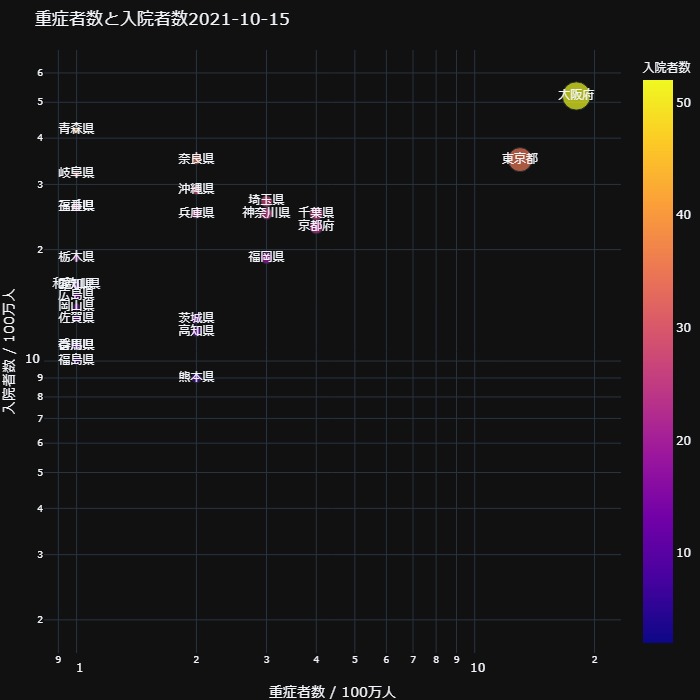 重症者数と入院者数2021-10-15
入院者数
大阪府
青森県
奈良県
東京都
岐阜県
沖縄県
埼玉県
兵庫県
神奈川県
千葉県
京都府
栃木県
福岡県
広島県
岡山県
佐賀県
茨城県
高知県
福島県
熊本県
6
5
4
3
2
10
9
8
7
6
5
4
3
2
入院者数 / 100万人
9
1
2
3
4
5
6
7
8
9
10
2
重症者数 / 100万人
50
40
30
20
10